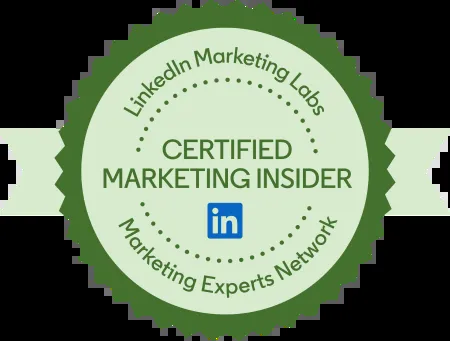 LinkedIn Marketing Labs
CERTIFIED
MARKETING INSIDER
in
Marketing Experts Network